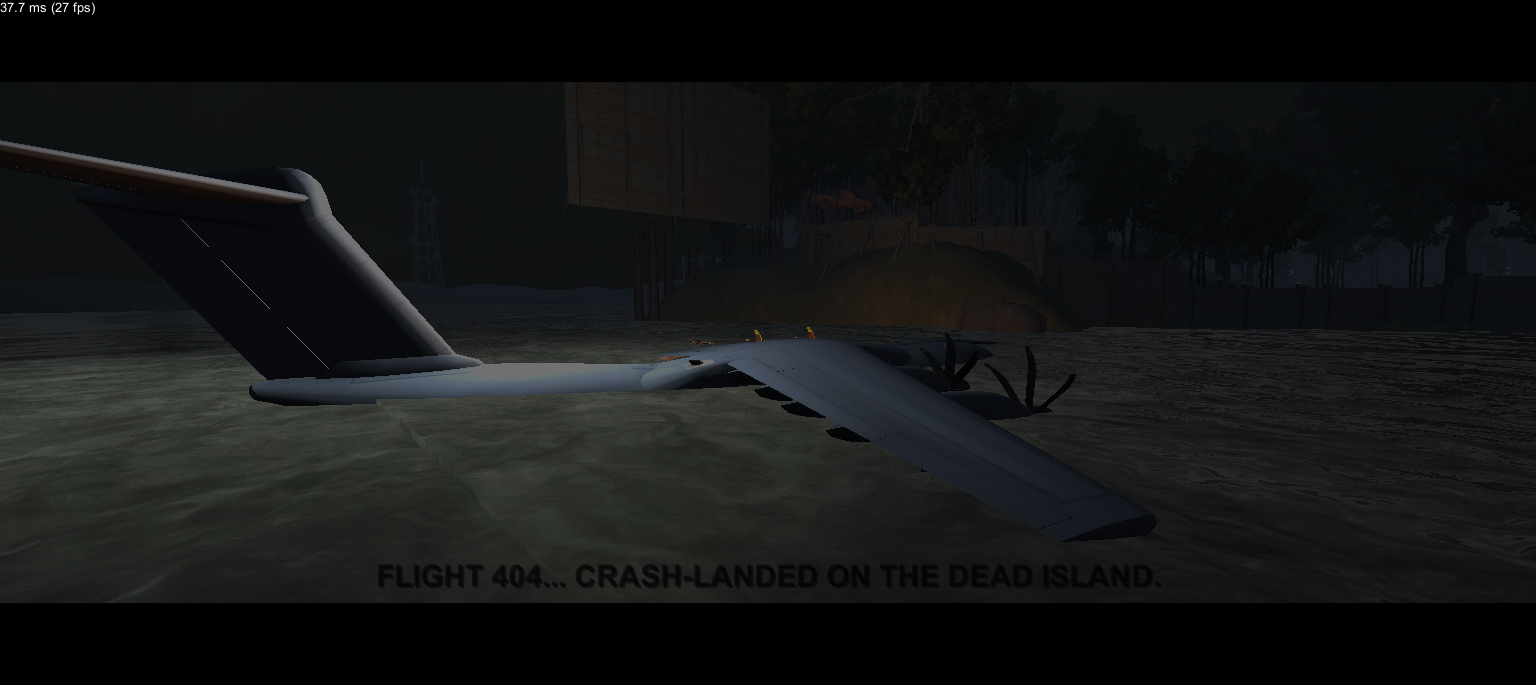 37.7 ms (27 fps)
FLIGHT 404... CRASH-LANDED ON THE DEAD ISLAND.